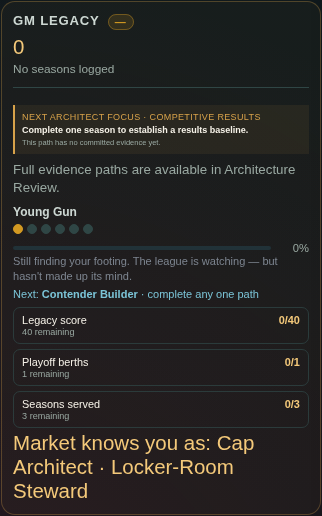 GM LEGACY —
0
No seasons logged
NEXT ARCHITECT FOCUS · COMPETITIVE RESULTS
Complete one season to establish a results baseline.
This path has no committed evidence yet.
Full evidence paths are available in Architecture
Review.
Young Gun
0%
Still finding your footing. The league is watching — but
hasn't made up its mind.
Next: Contender Builder · complete any one path
Legacy score 0/40
40 remaining
Playoff berths 0/1
1 remaining
Seasons served 0/3
3 remaining
Market knows you as: Cap
Architect · Locker-Room
Steward